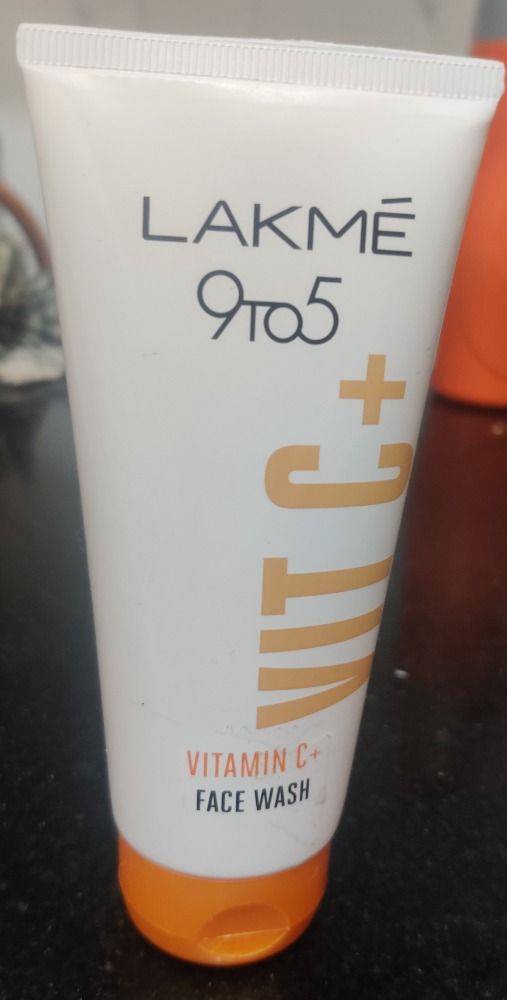 LAKMÉ
9TO5
VIT C+
VITAMIN C+
FACE WASH